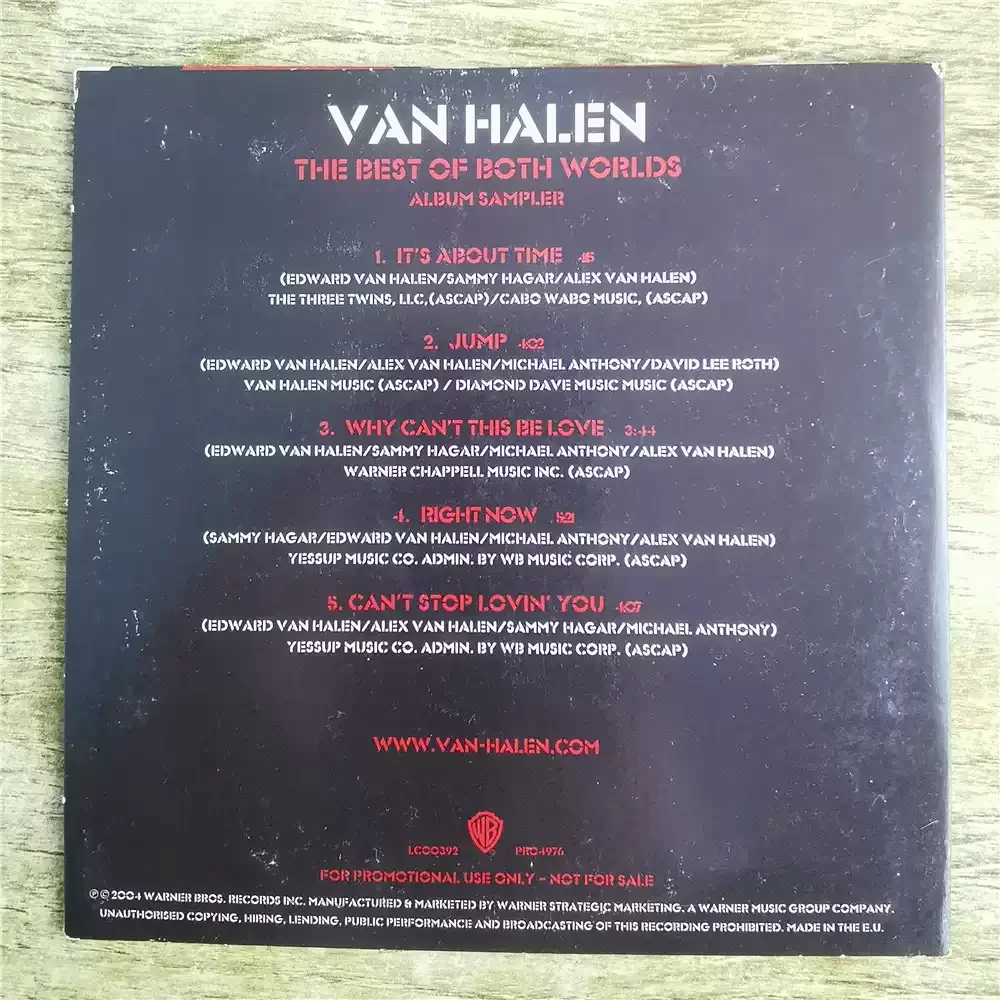 VAN HALEN
THE BEST OF BOTH WORLDS
ALBUM SAMPLER
1. IT'S ABOUT TIME
(EDWARD VAN HALEN/SAMMY HAGAR/ALEX VAN HALEN)
THE THREE TWINS, LLC,(ASCAP)/CABO WABO MUSIC, (ASCAP)
2. JUMP 4:02
(EDWARD VAN HALEN/ALEX VAN HALEN/MICHAEL ANTHONY/DAVID LEE ROTH)
VAN HALEN MUSIC (ASCAP) / DIAMOND DAVE MUSIC MUSIC (ASCAP)
3. WHY CAN'T THIS BE LOVE 3:44
(EDWARD VAN HALEN/SAMMY HAGAR/MICHAEL ANTHONY/ALEX VAN HALEN)
WARNER CHAPPELL MUSIC INC. (ASCAP)
4. RIGHT NOW 5:21
(SAMMY HAGAR/EDWARD VAN HALEN/MICHAEL ANTHONY/ALEX VAN HALEN)
YESSUP MUSIC CO. ADMIN. BY WB MUSIC CORP. (ASCAP)
5. CAN'T STOP LOVIN' YOU 4:07
(EDWARD VAN HALEN/ALEX VAN HALEN/SAMMY HAGAR/MICHAEL ANTHONY)
YESSUP MUSIC CO. ADMIN. BY WB MUSIC CORP. (ASCAP)
WWW.VAN-HALEN.COM
WB
LC00392 PR04976
FOR PROMOTIONAL USE ONLY - NOT FOR SALE
℗ © 2004 WARNER BROS. RECORDS INC. MANUFACTURED & MARKETED BY WARNER STRATEGIC MARKETING. A WARNER MUSIC GROUP COMPANY.
UNAUTHORISED COPYING, HIRING, LENDING, PUBLIC PERFORMANCE AND BROADCASTING OF THIS RECORDING PROHIBITED. MADE IN THE E.U.